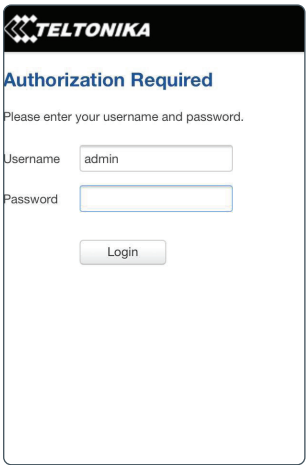 TELTONIKA
Authorization Required
Please enter your username and password.
Username admin
Password
Login